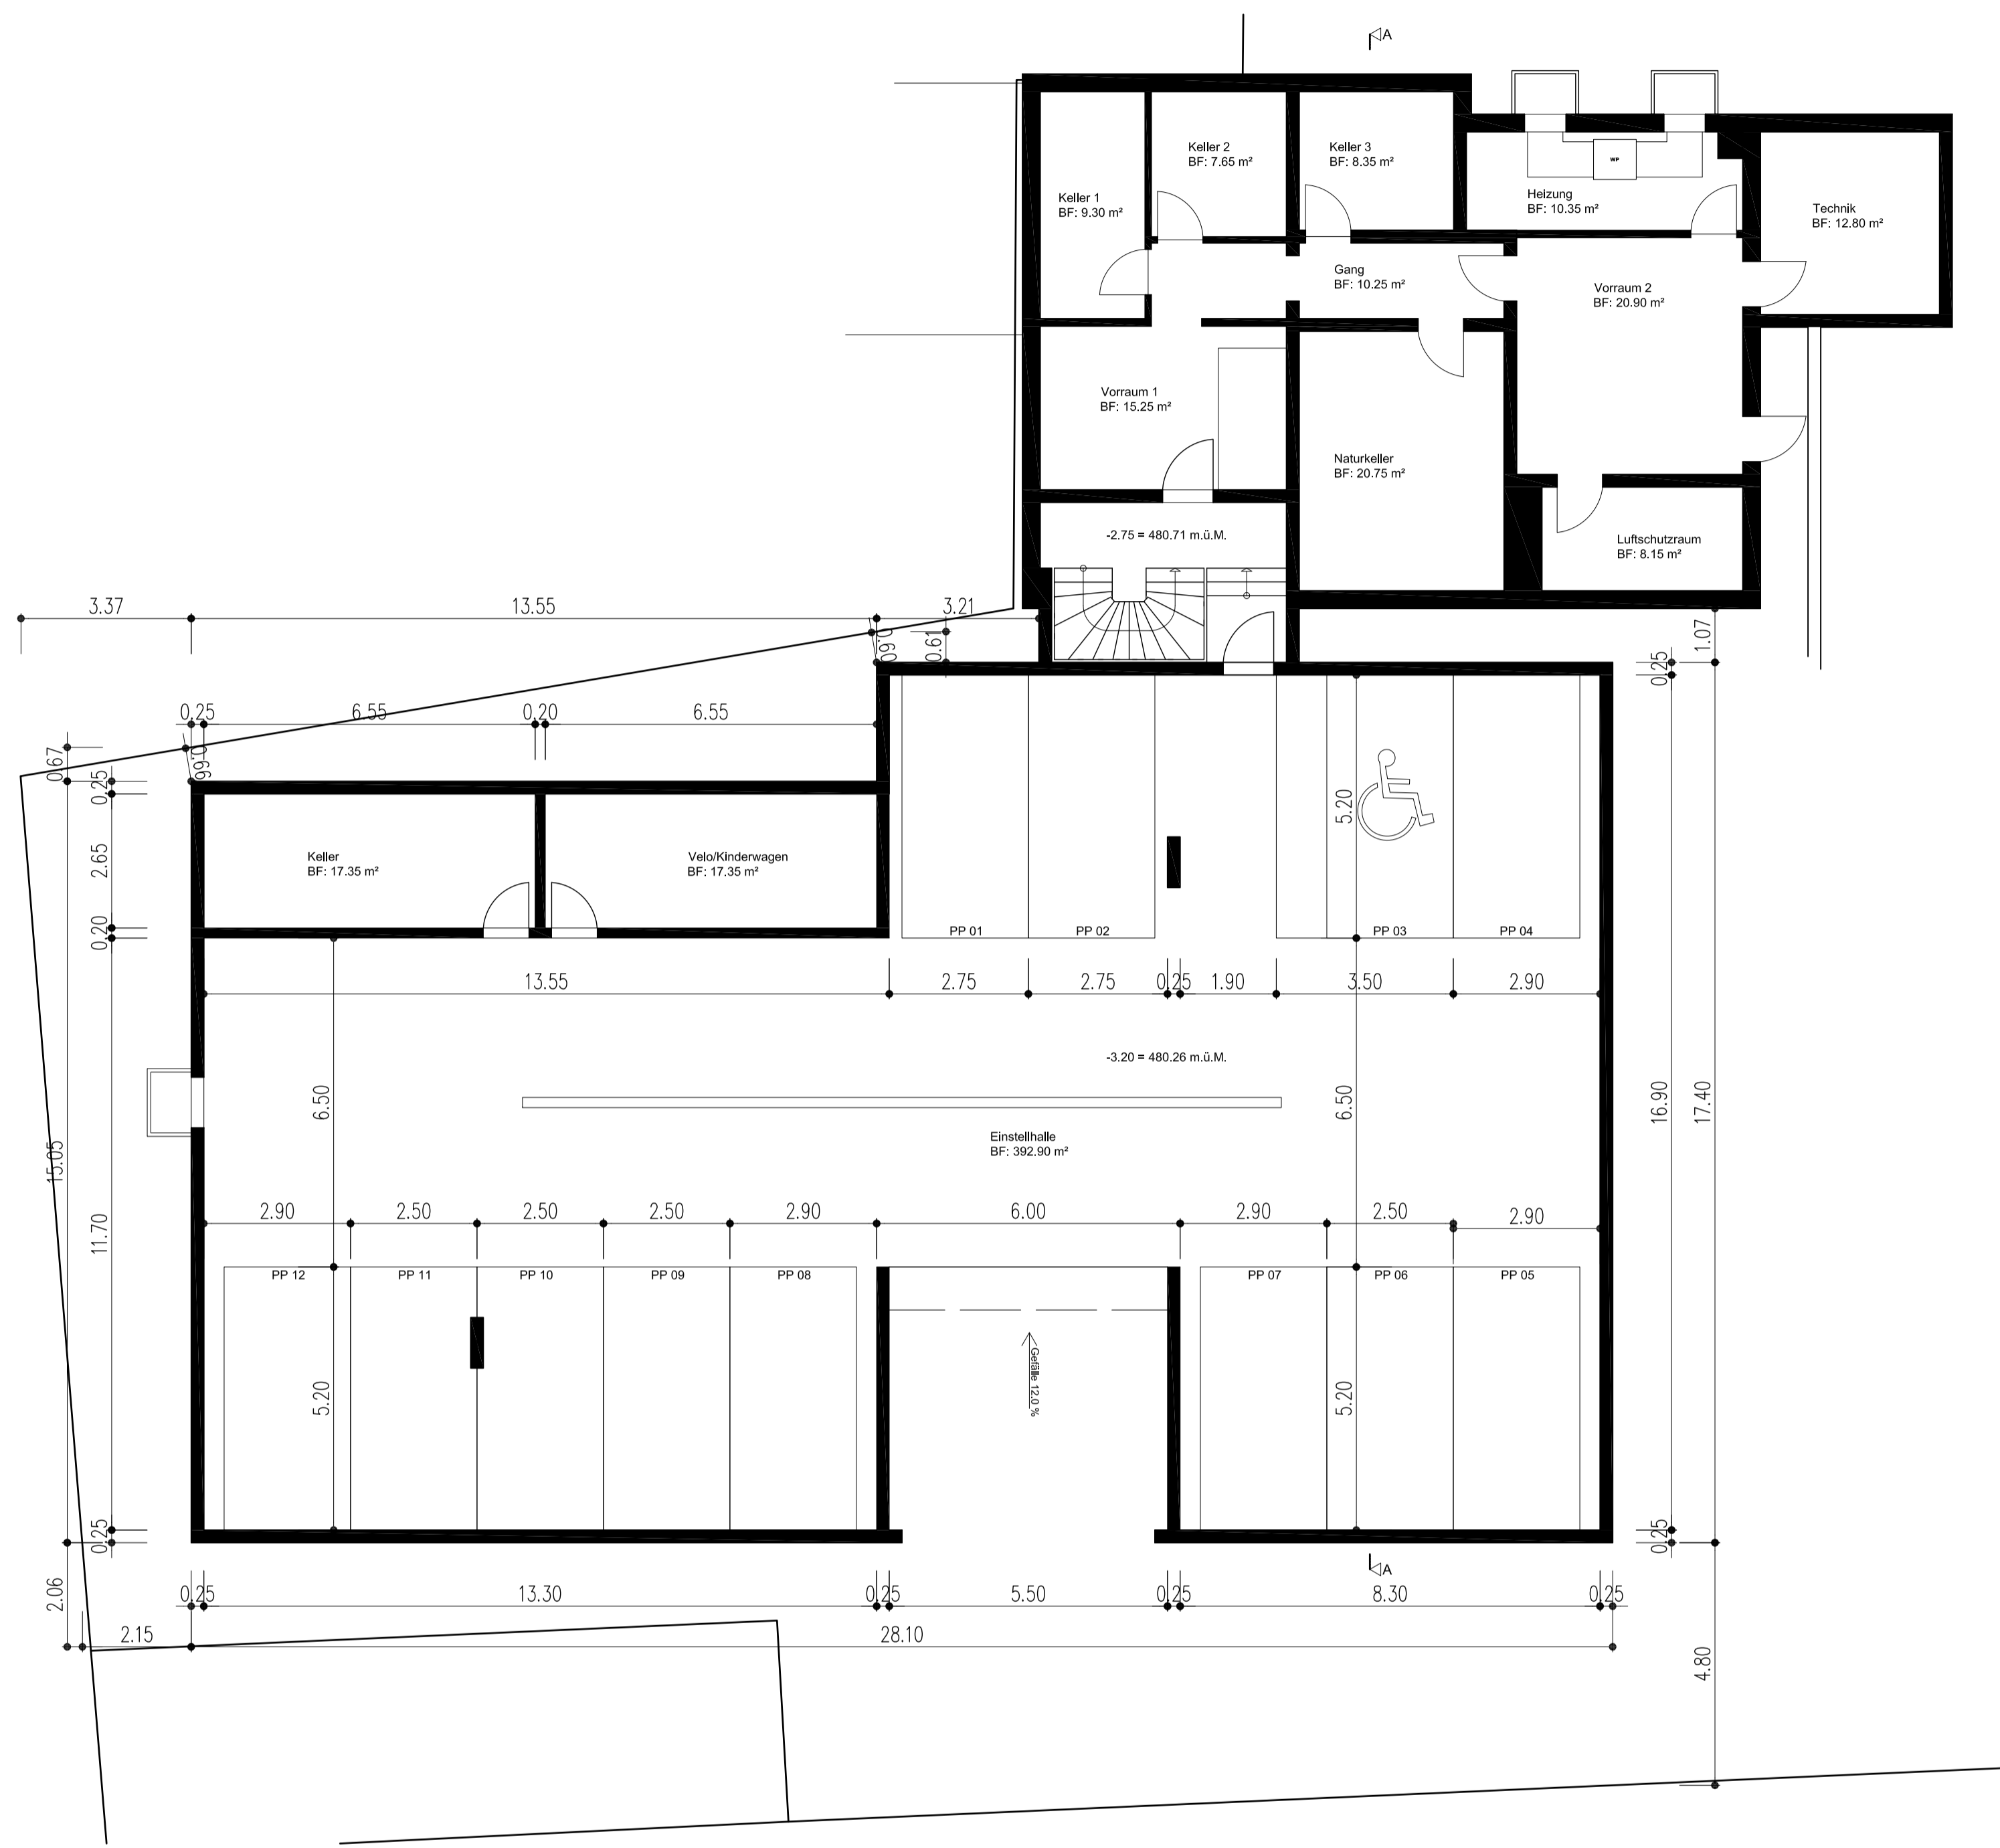 A
Keller 2
BF: 7.65 m²
Keller 3
BF: 8.35 m²
WP
Keller 1
BF: 9.30 m²
Heizung
BF: 10.35 m²
Technik
BF: 12.80 m²
Gang
BF: 10.25 m²
Vorraum 2
BF: 20.90 m²
Vorraum 1
BF: 15.25 m²
Naturkeller
BF: 20.75 m²
-2.75 = 480.71 m.ü.M.
Luftschutzraum
BF: 8.15 m²
3.37
13.55
3.21
0.60
0.61
1.07
0.25
0.25
6.55
0.20
6.55
0.67
0.66
0.25
2.65
0.20
5.20
Keller
BF: 17.35 m²
Velo/Kinderwagen
BF: 17.35 m²
PP 01
PP 02
PP 03
PP 04
13.55
2.75
2.75
0.25
1.90
3.50
2.90
-3.20 = 480.26 m.ü.M.
6.50
6.50
16.90
17.40
15.05
11.70
Einstellhalle
BF: 392.90 m²
2.90
2.50
2.50
2.50
2.90
6.00
2.90
2.50
2.90
PP 12
PP 11
PP 10
PP 09
PP 08
PP 07
PP 06
PP 05
Gefälle 12.0 %
5.20
5.20
0.25
0.25
A
2.06
0.25
13.30
0.25
5.50
0.25
8.30
0.25
2.15
28.10
4.80